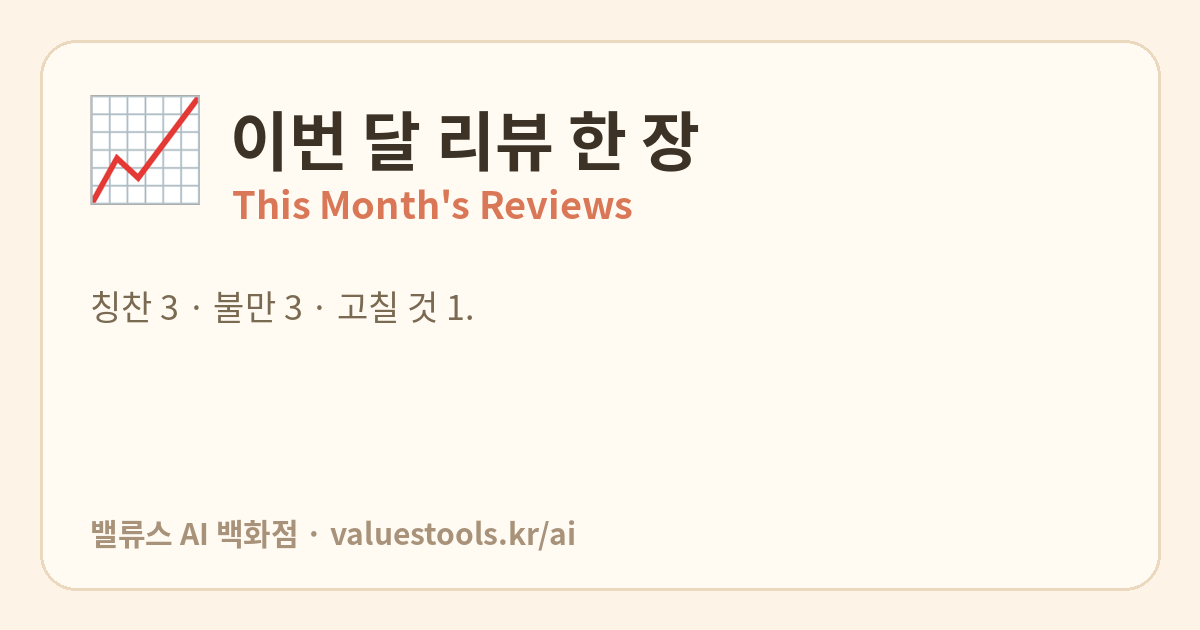 이번 달 리뷰 한 장
This Month's Reviews
칭찬 3 · 불만 3 · 고칠 것 1.
밸류스 AI 백화점 · valuestools.kr/ai